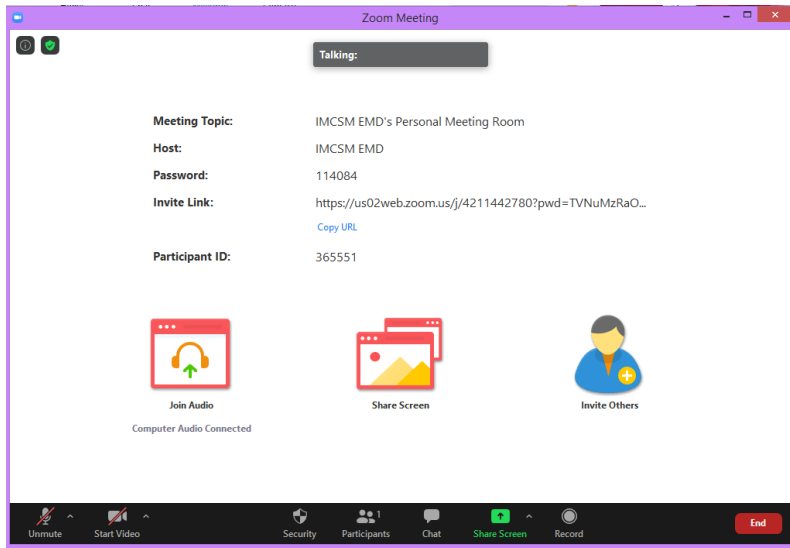 Zoom Meeting
Talking:
Meeting Topic: IMCSM EMD's Personal Meeting Room
Host: IMCSM EMD
Password: 114084
Invite Link: https://us02web.zoom.us/j/4211442780?pwd=TVNuMzRaO...
Copy URL
Participant ID: 365551
Join Audio Share Screen Invite Others
Computer Audio Connected
1
Unmute Start Video Security Participants Chat Share Screen Record End